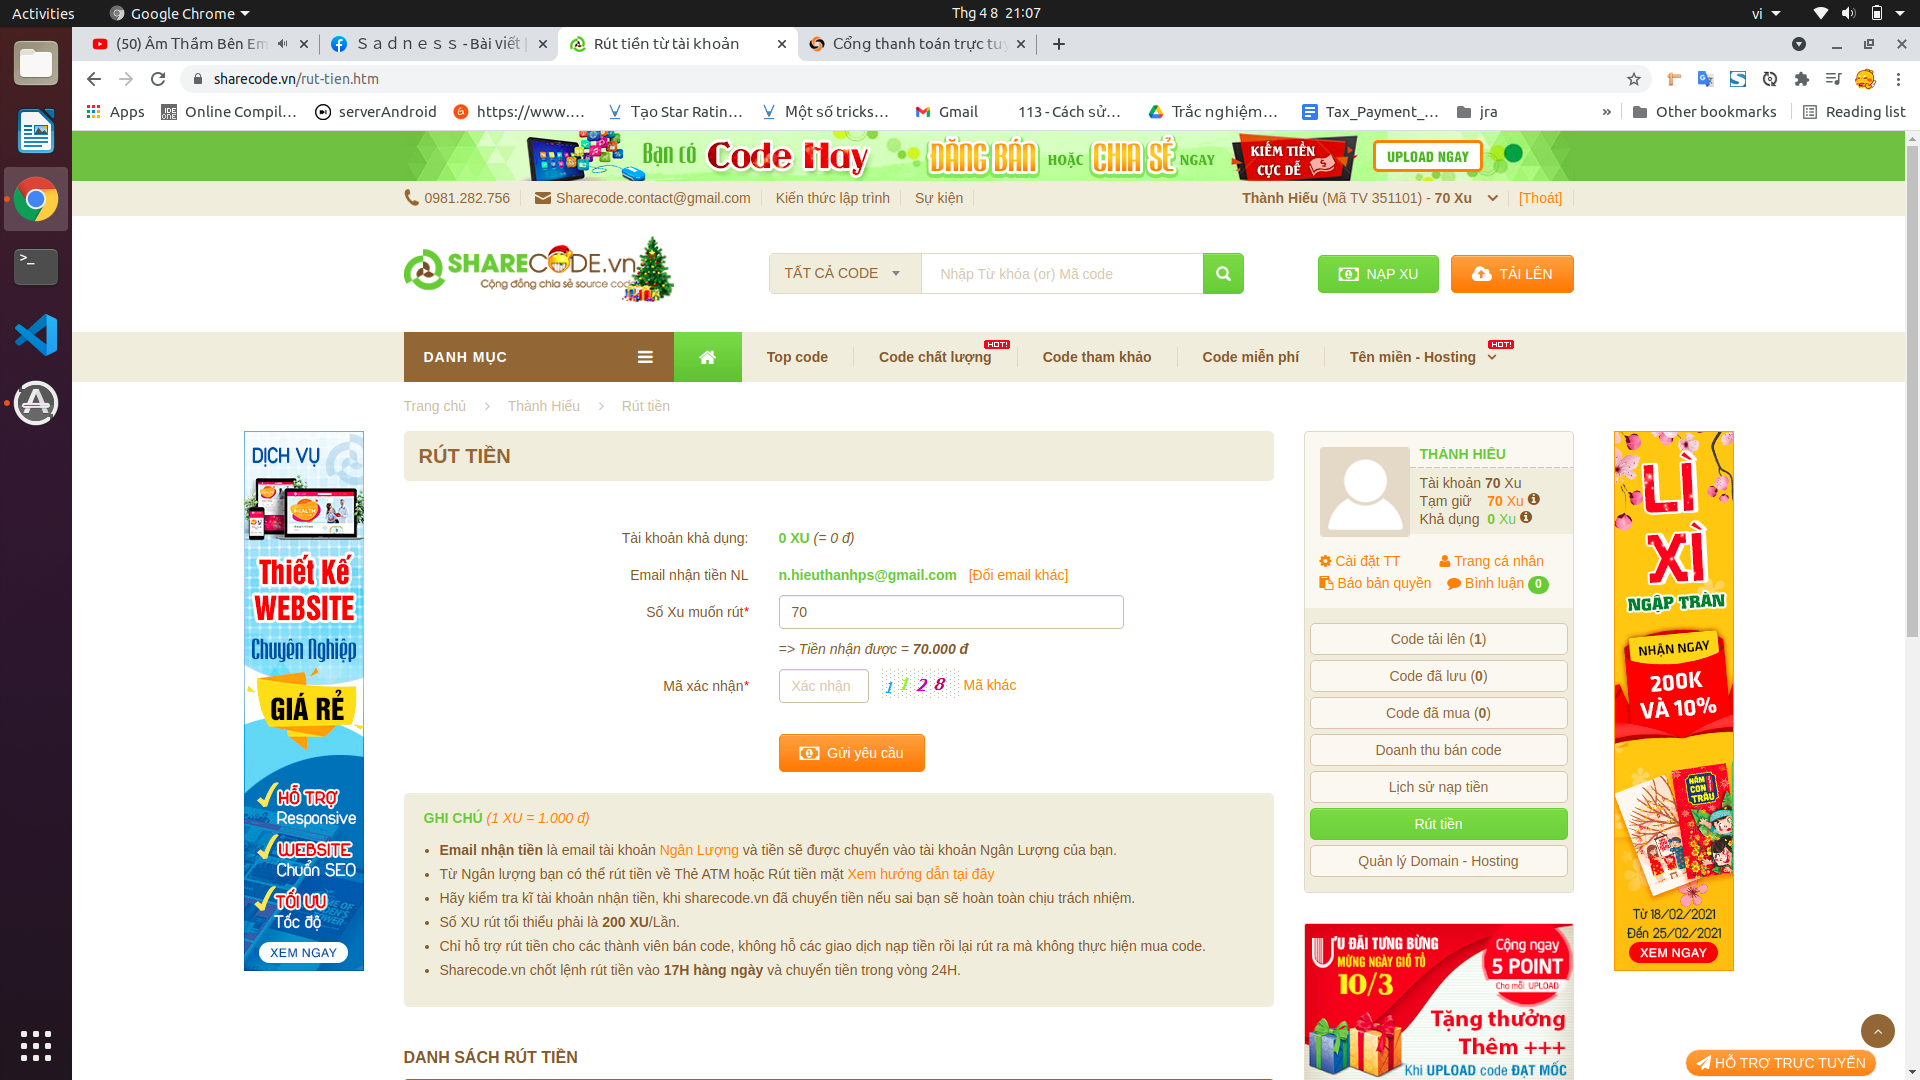 Activities
Google Chrome
Thg 4 8 21:07
vi
(50) Âm Thầm Bên Em
Ｓａｄｎｅｓｓ - Bài viết
Rút tiền từ tài khoản
Cổng thanh toán trực tuy
sharecode.vn/rut-tien.htm
Apps
Online Compil...
serverAndroid
https://www....
Tạo Star Ratin...
Một số tricks...
Gmail
113 - Cách sử...
Trắc nghiệm...
Tax_Payment_...
jra
»
Other bookmarks
Reading list
Bạn có Code Hay ĐĂNG BÁN HOẶC CHIA SẺ NGAY
KIẾM TIỀN
CỰC DỄ
UPLOAD NGAY
0981.282.756
Sharecode.contact@gmail.com
Kiến thức lập trình
Sự kiện
Thành Hiếu (Mã TV 351101) - 70 Xu
[Thoát]
SHARECODE.vn
Cộng đồng chia sẻ source code
TẤT CẢ CODE
Nhập Từ khóa (or) Mã code
NẠP XU
TẢI LÊN
DANH MỤC
Top code
Code chất lượng
HOT!
Code tham khảo
Code miễn phí
Tên miền - Hosting
HOT!
Trang chủ
Thành Hiếu
Rút tiền
RÚT TIỀN
Tài khoản khả dụng:
0 XU (= 0 đ)
Email nhận tiền NL
n.hieuthanhps@gmail.com
[Đổi email khác]
Số Xu muốn rút*
70
=> Tiền nhận được = 70.000 đ
Mã xác nhận*
Xác nhận
1128
Mã khác
Gửi yêu cầu
GHI CHÚ (1 XU = 1.000 đ)
• Email nhận tiền là email tài khoản Ngân Lượng và tiền sẽ được chuyển vào tài khoản Ngân Lượng của bạn.
• Từ Ngân lượng bạn có thể rút tiền về Thẻ ATM hoặc Rút tiền mặt Xem hướng dẫn tại đây
• Hãy kiểm tra kĩ tài khoản nhận tiền, khi sharecode.vn đã chuyển tiền nếu sai bạn sẽ hoàn toàn chịu trách nhiệm.
• Số XU rút tối thiểu phải là 200 XU/Lần.
• Chỉ hỗ trợ rút tiền cho các thành viên bán code, không hỗ các giao dịch nạp tiền rồi lại rút ra mà không thực hiện mua code.
• Sharecode.vn chốt lệnh rút tiền vào 17H hàng ngày và chuyển tiền trong vòng 24H.
DANH SÁCH RÚT TIỀN
THÀNH HIẾU
Tài khoản 70 Xu
Tạm giữ 70 Xu
Khả dụng 0 Xu
Cài đặt TT
Trang cá nhân
Báo bản quyền
Bình luận 0
Code tải lên (1)
Code đã lưu (0)
Code đã mua (0)
Doanh thu bán code
Lịch sử nạp tiền
Rút tiền
Quản lý Domain - Hosting
ƯU ĐÃI TƯNG BỪNG
MỪNG NGÀY GIỖ TỔ
10/3
Cộng ngay
5 POINT
Cho mỗi UPLOAD
Tặng thưởng
Thêm +++
Khi UPLOAD code ĐẠT MỐC
DỊCH VỤ
Thiết Kế
WEBSITE
Chuyên Nghiệp
GIÁ RẺ
HỖ TRỢ
Responsive
WEBSITE
Chuẩn SEO
TỐI ƯU
Tốc độ
XEM NGAY
LÌ
XÌ
NGẬP TRÀN
NHẬN NGAY
200K
VÀ 10%
NĂM
CON
TRÂU
Từ 18/02/2021
Đến 25/02/2021
XEM NGAY
HỖ TRỢ TRỰC TUYẾN